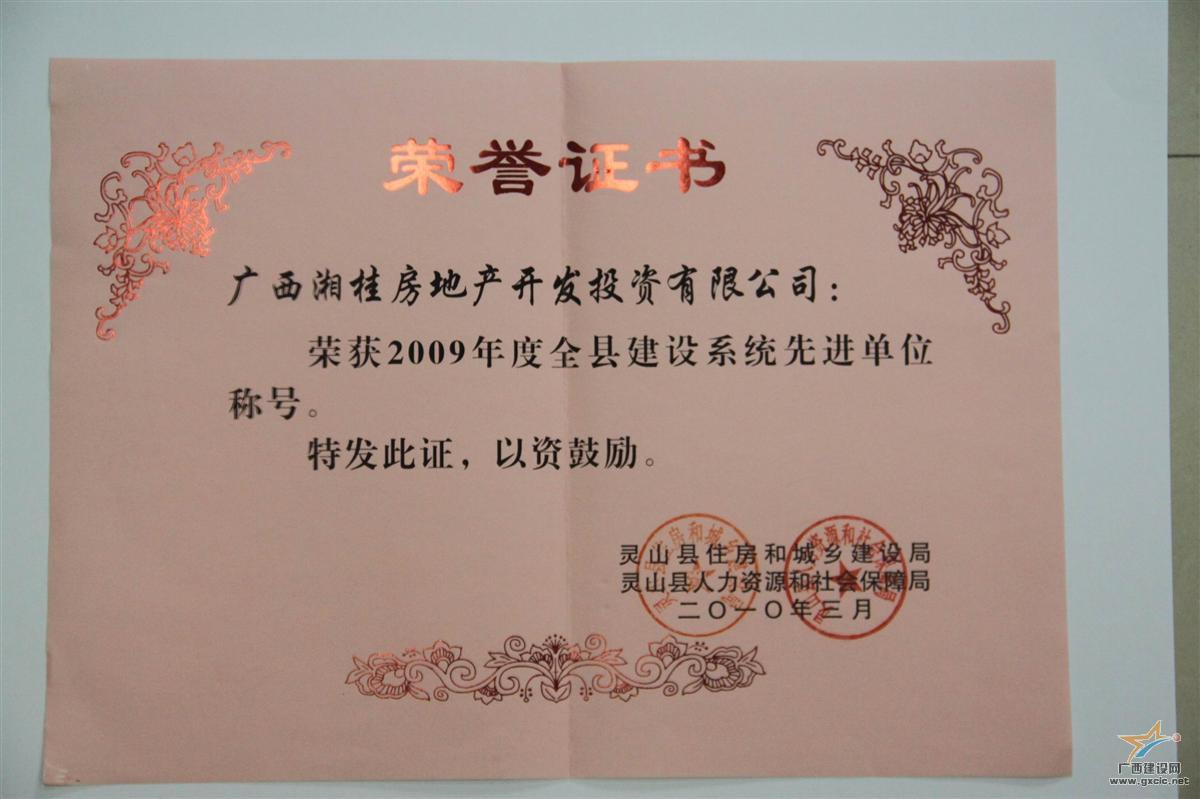 荣誉证书
广西湘桂房地产开发投资有限公司：
荣获2009年度全县建设系统先进单位
称号。
特发此证，以资鼓励。
灵山县住房和城乡建设局
灵山县人力资源和社会保障局
二〇一〇年三月
广西建设网
www.gxcic.net